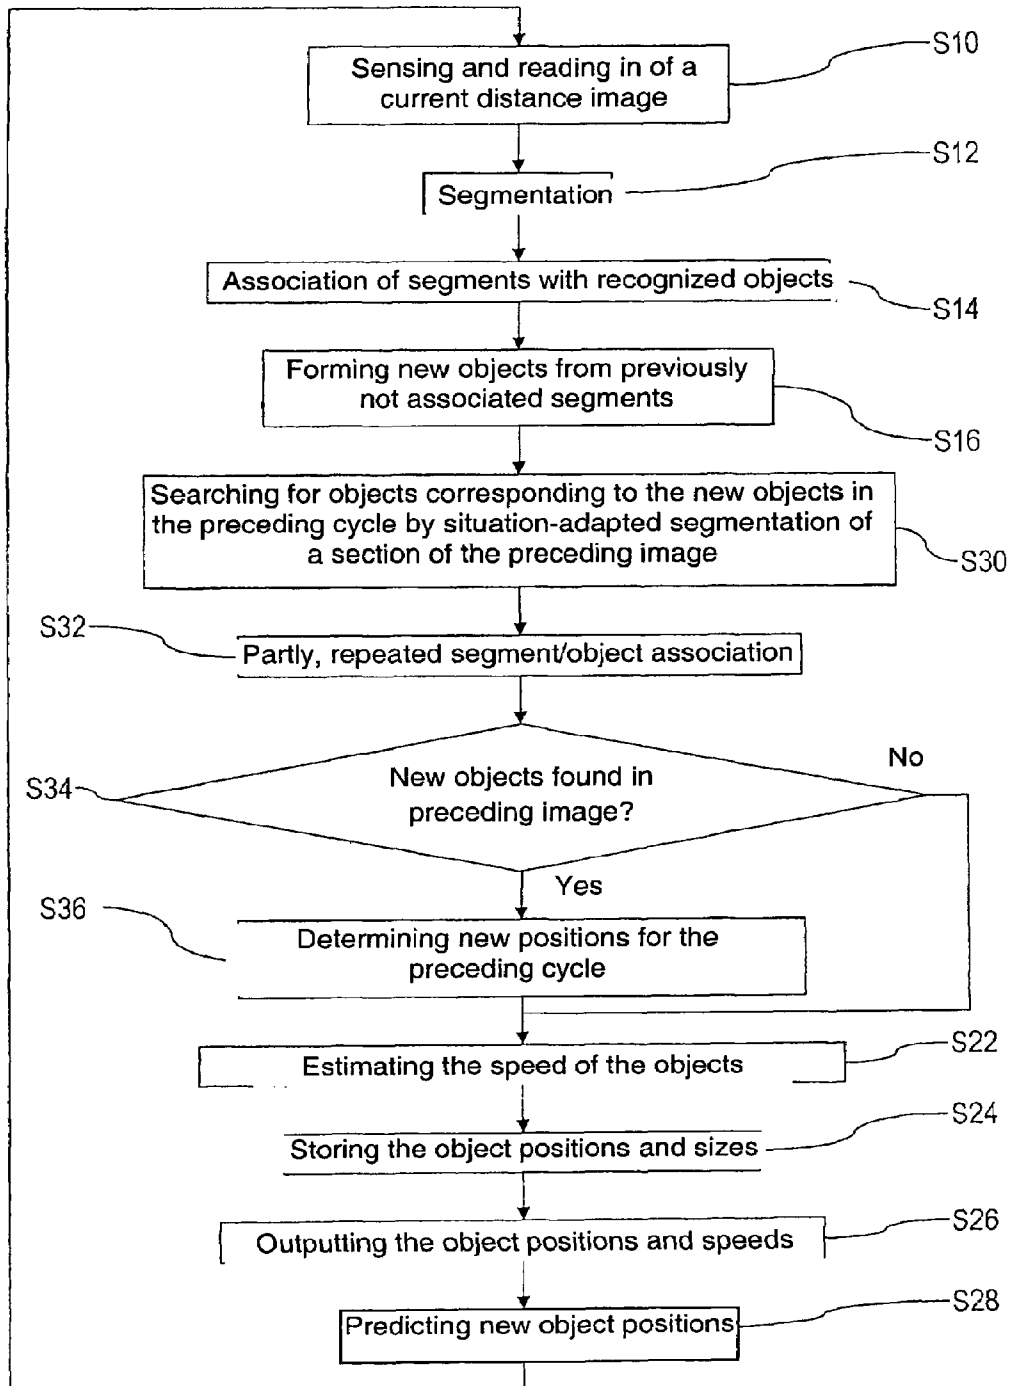 S10
Sensing and reading in of a
current distance image
S12
Segmentation
Association of segments with recognized objects
S14
Forming new objects from previously
not associated segments
S16
Searching for objects corresponding to the new objects in
the preceding cycle by situation-adapted segmentation of
a section of the preceding image
S30
S32
Partly, repeated segment/object association
No
S34
New objects found in
preceding image?
Yes
S36
Determining new positions for the
preceding cycle
S22
Estimating the speed of the objects
S24
Storing the object positions and sizes
S26
Outputting the object positions and speeds
S28
Predicting new object positions